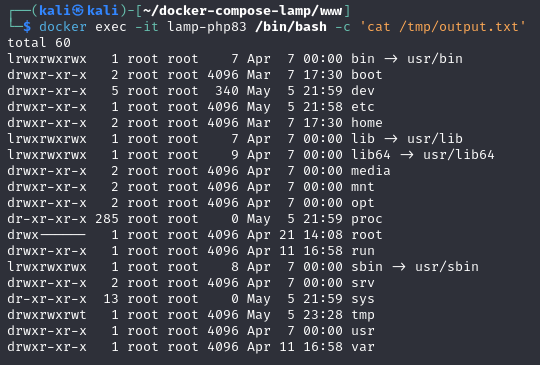 ┌──(kali㉿kali)-[~/docker-compose-lamp/www]
└─$ docker exec -it lamp-php83 /bin/bash -c 'cat /tmp/output.txt'
total 60
lrwxrwxrwx   1 root root    7 Apr  7 00:00 bin -> usr/bin
drwxr-xr-x   2 root root 4096 Mar  7 17:30 boot
drwxr-xr-x   5 root root  340 May  5 21:59 dev
drwxr-xr-x   1 root root 4096 May  5 21:58 etc
drwxr-xr-x   2 root root 4096 Mar  7 17:30 home
lrwxrwxrwx   1 root root    7 Apr  7 00:00 lib -> usr/lib
lrwxrwxrwx   1 root root    9 Apr  7 00:00 lib64 -> usr/lib64
drwxr-xr-x   2 root root 4096 Apr  7 00:00 media
drwxr-xr-x   2 root root 4096 Apr  7 00:00 mnt
drwxr-xr-x   2 root root 4096 Apr  7 00:00 opt
dr-xr-xr-x 285 root root    0 May  5 21:59 proc
drwx------   1 root root 4096 Apr 21 14:08 root
drwxr-xr-x   1 root root 4096 Apr 11 16:58 run
lrwxrwxrwx   1 root root    8 Apr  7 00:00 sbin -> usr/sbin
drwxr-xr-x   2 root root 4096 Apr  7 00:00 srv
dr-xr-xr-x  13 root root    0 May  5 21:59 sys
drwxrwxrwt   1 root root 4096 May  5 23:28 tmp
drwxr-xr-x   1 root root 4096 Apr  7 00:00 usr
drwxr-xr-x   1 root root 4096 Apr 11 16:58 var